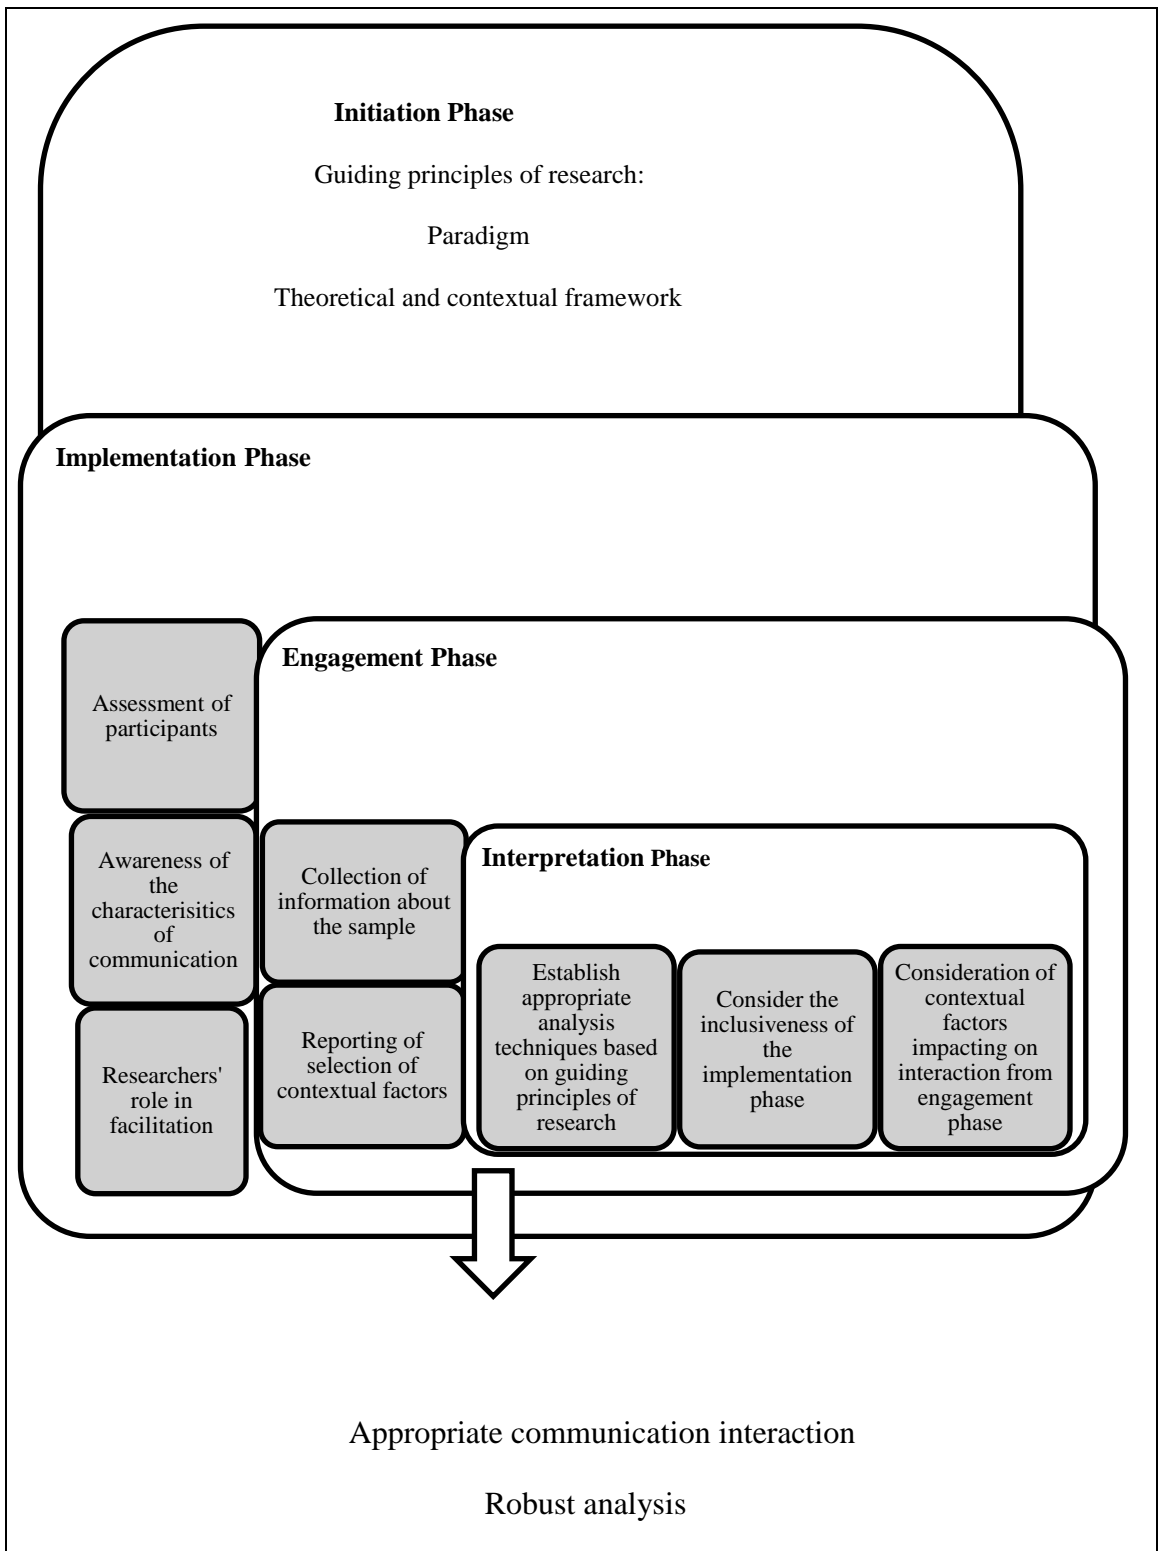 Initiation Phase
Guiding principles of research:
Paradigm
Theoretical and contextual framework
Implementation Phase
Assessment of
participants
Awareness of
the
characterisitics
of
communication
Researchers'
role in
facilitation
Engagement Phase
Collection of
information about
the sample
Reporting of
selection of
contextual factors
Interpretation Phase
Establish
appropriate
analysis
techniques based
on guiding
principles of
research
Consider the
inclusiveness of
the
implementation
phase
Consideration of
contextual
factors
impacting on
interaction from
engagement
phase
Appropriate communication interaction
Robust analysis